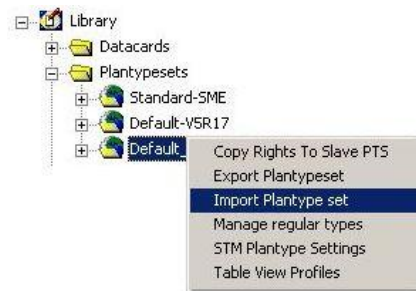 Library
Datacards
Plantypesets
Standard-SME
Default-V5R17
Default_
Copy Rights To Slave PTS
Export Plantypeset
Import Plantype set
Manage regular types
STM Plantype Settings
Table View Profiles